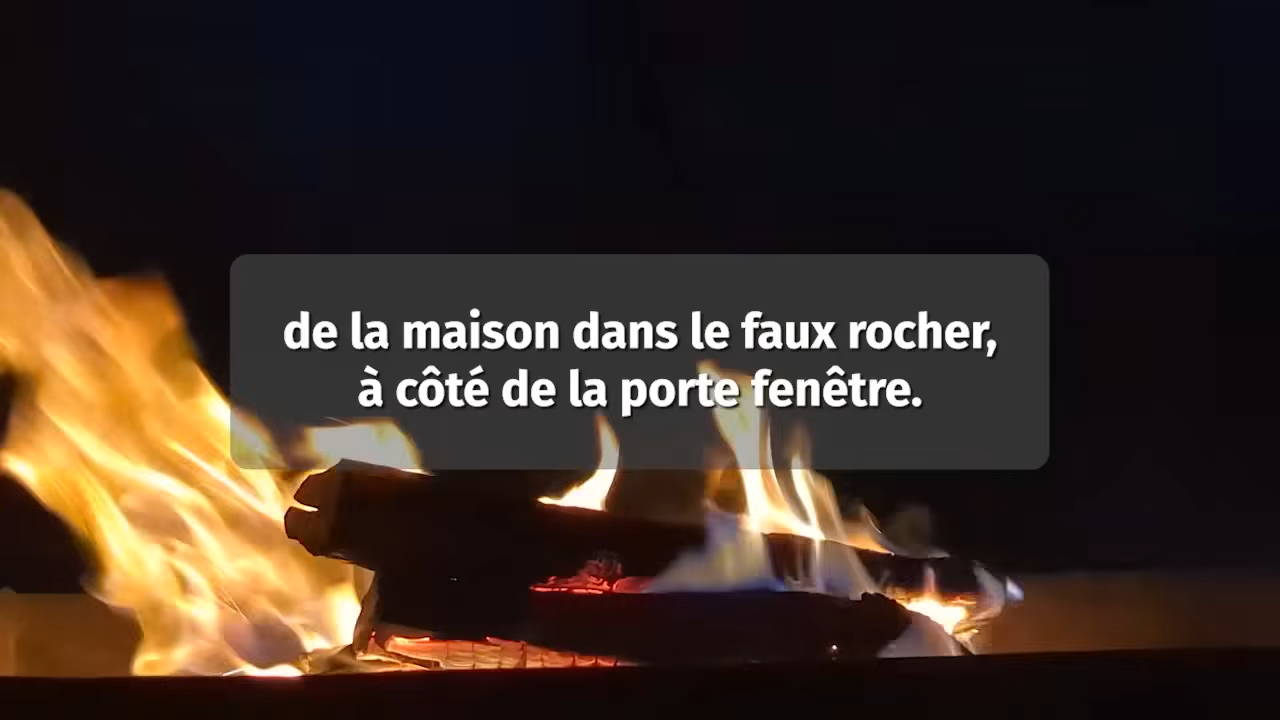 de la maison dans le faux rocher,
à côté de la porte fenêtre.